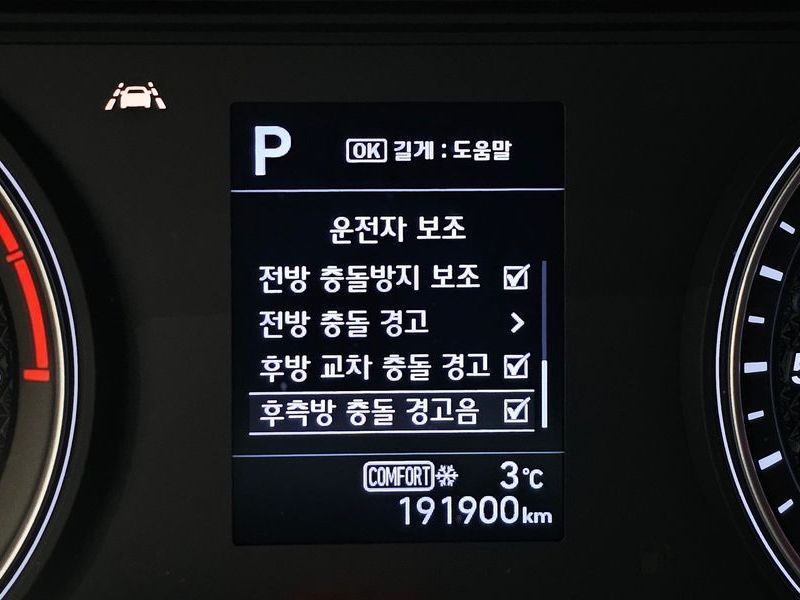 P
OK 길게 : 도움말
운전자 보조
전방 충돌방지 보조
전방 충돌 경고
후방 교차 충돌 경고
후측방 충돌 경고음
COMFORT 3°C
191900km
5